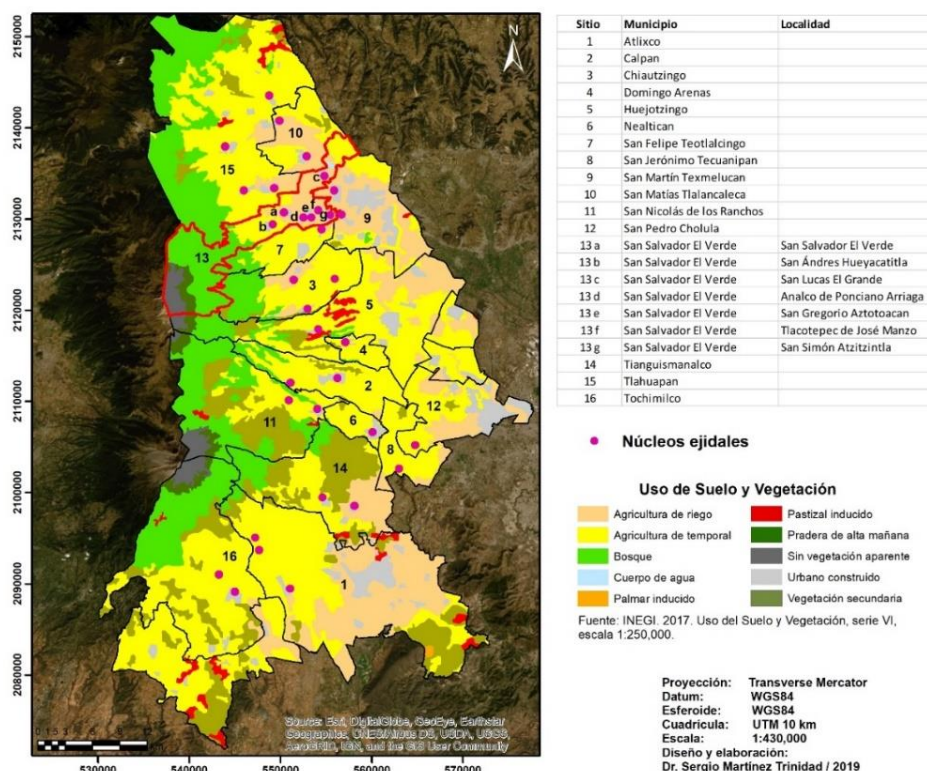 Sitio Municipio Localidad
1 Atlixco
2 Calpan
3 Chiautzingo
4 Domingo Arenas
5 Huejotzingo
6 Nealtican
7 San Felipe Teotlalcingo
8 San Jerónimo Tecuanipan
9 San Martín Texmelucan
10 San Matías Tlalancaleca
11 San Nicolás de los Ranchos
12 San Pedro Cholula
13 a San Salvador El Verde San Salvador El Verde
13 b San Salvador El Verde San Ándres Hueyacatitla
13 c San Salvador El Verde San Lucas El Grande
13 d San Salvador El Verde Analco de Ponciano Arriaga
13 e San Salvador El Verde San Gregorio Aztotoacan
13 f San Salvador El Verde Tlacotepec de José Manzo
13 g San Salvador El Verde San Simón Atzitzintla
14 Tianguismanalco
15 Tlahuapan
16 Tochimilco
Núcleos ejidales
Uso de Suelo y Vegetación
Agricultura de riego Pastizal inducido
Agricultura de temporal Pradera de alta mañana
Bosque Sin vegetación aparente
Cuerpo de agua Urbano construído
Palmar inducido Vegetación secundaria
Fuente: INEGI. 2017. Uso del Suelo y Vegetación, serie VI,
escala 1:250,000.
Proyección: Transverse Mercator
Datum: WGS84
Esferoide: WGS84
Cuadricula: UTM 10 km
Escala: 1:430,000
Diseño y elaboración:
Dr. Sergio Martínez Trinidad / 2019
N
2150000
2140000
2130000
2120000
2110000
2100000
2090000
2080000
530000 540000 550000 560000 570000
10
15
c
9
a
e
f
d
g
b
7
13
3
5
4
2
12
11
6
8
14
16
1
Source: Esri, DigitalGlobe, GeoEye, Earthstar
Geographics, CNES/Airbus DS, USDA, USGS,
AeroGRID, IGN, and the GIS User Community